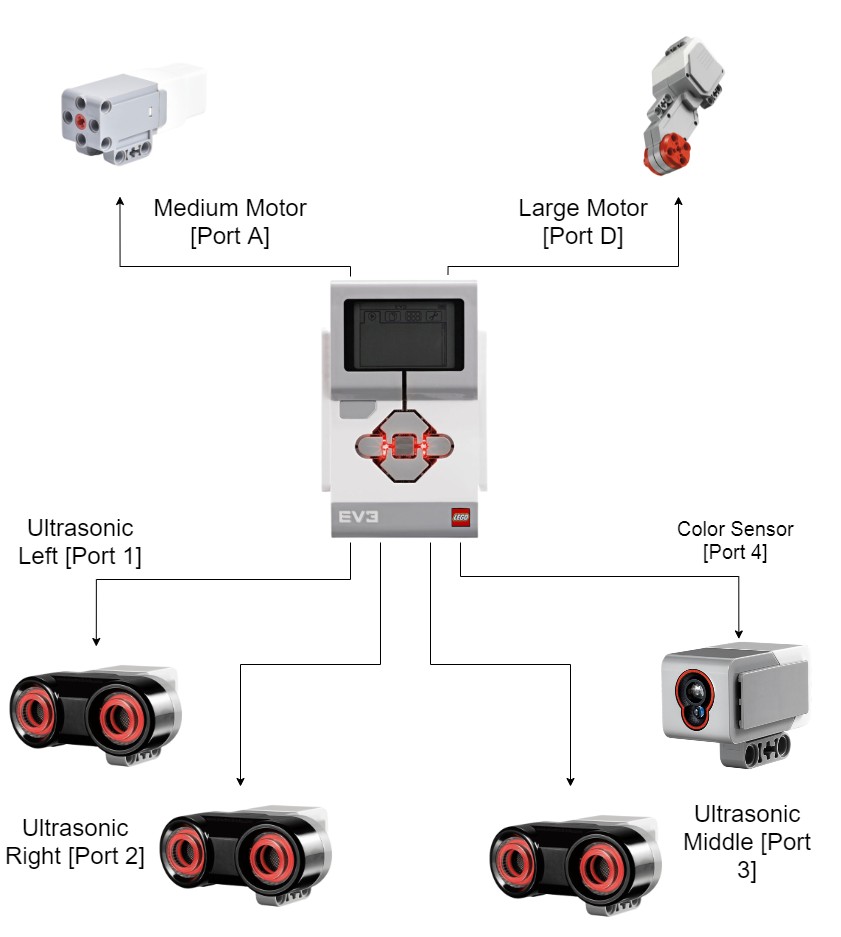 Medium Motor
[Port A]
Large Motor
[Port D]
EV3
LEGO
Ultrasonic
Left [Port 1]
Color Sensor
[Port 4]
Ultrasonic
Right [Port 2]
Ultrasonic
Middle [Port
3]